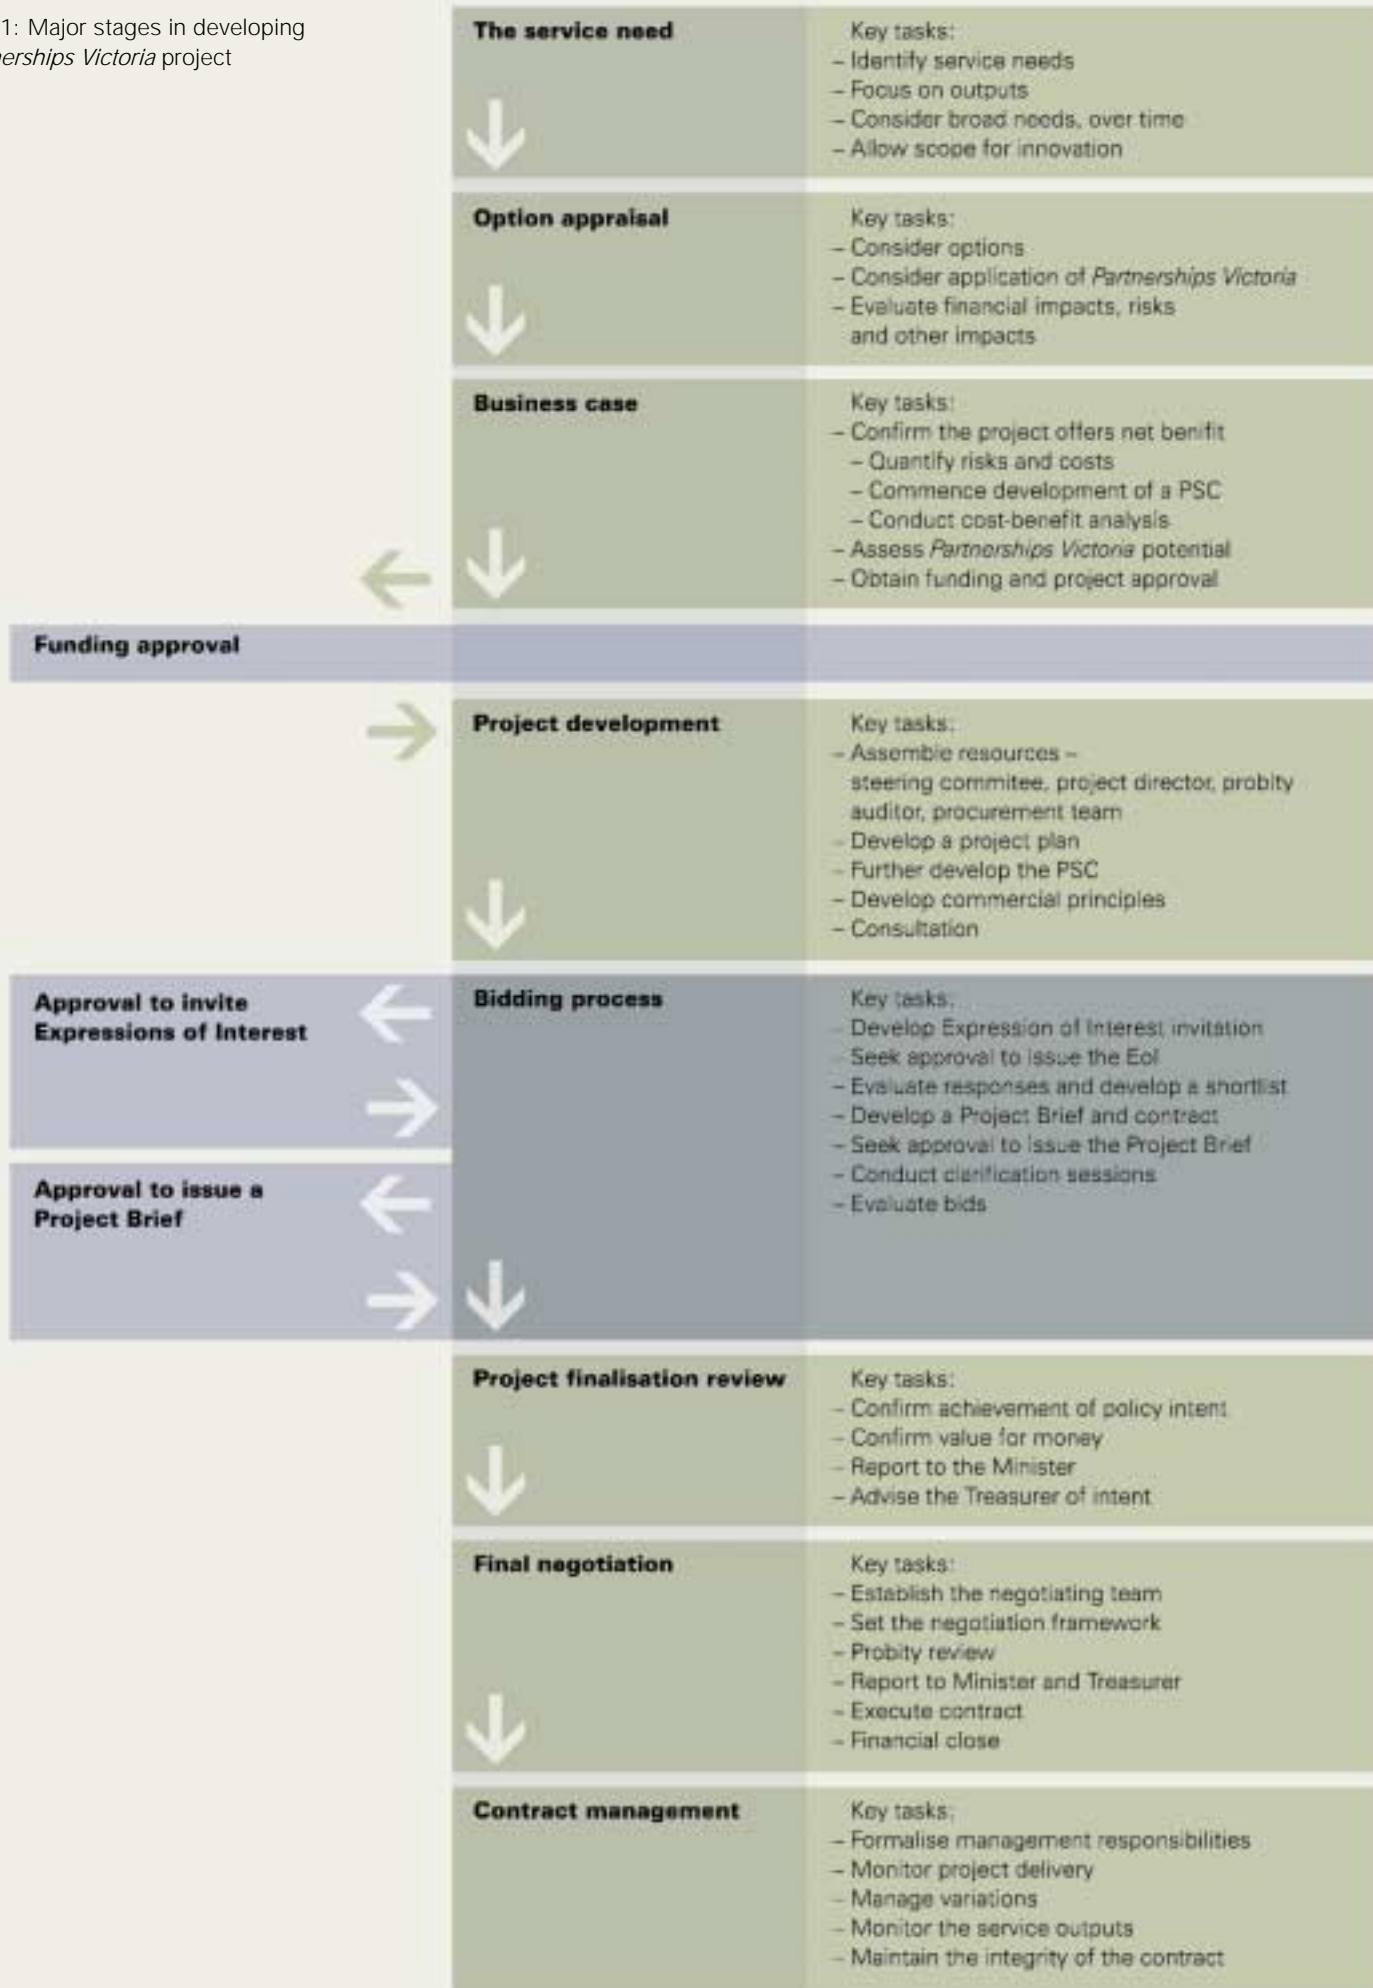 1: Major stages in developing
erships Victoria project
The service need
Key tasks:
– Identify service needs
– Focus on outputs
– Consider broad needs, over time
– Allow scope for innovation
Option appraisal
Key tasks:
– Consider options
– Consider application of Partnerships Victoria
– Evaluate financial impacts, risks
and other impacts
Business case
Key tasks:
– Confirm the project offers net benifit
– Quantify risks and costs
– Commence development of a PSC
– Conduct cost-benefit analysis
– Assess Partnerships Victoria potential
– Obtain funding and project approval
Funding approval
Project development
Key tasks:
– Assemble resources –
steering commitee, project director, probity
auditor, procurement team
– Develop a project plan
– Further develop the PSC
– Develop commercial principles
– Consultation
Approval to invite
Expressions of Interest
Approval to issue a
Project Brief
Bidding process
Key tasks:
– Develop Expression of Interest invitation
– Seek approval to issue the EoI
– Evaluate responses and develop a shortlist
– Develop a Project Brief and contract
– Seek approval to issue the Project Brief
– Conduct clarification sessions
– Evaluate bids
Project finalisation review
Key tasks:
– Confirm achievement of policy intent
– Confirm value for money
– Report to the Minister
– Advise the Treasurer of intent
Final negotiation
Key tasks:
– Establish the negotiating team
– Set the negotiation framework
– Probity review
– Report to Minister and Treasurer
– Execute contract
– Financial close
Contract management
Key tasks:
– Formalise management responsibilities
– Monitor project delivery
– Manage variations
– Monitor the service outputs
– Maintain the integrity of the contract